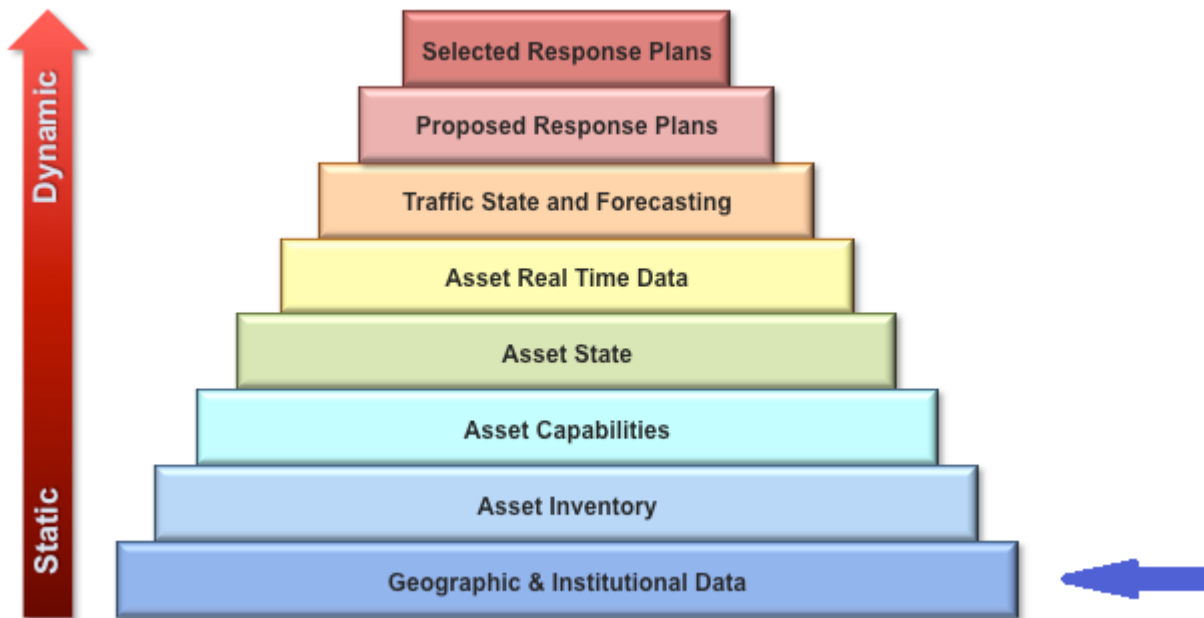 Dynamic
Static
Selected Response Plans
Proposed Response Plans
Traffic State and Forecasting
Asset Real Time Data
Asset State
Asset Capabilities
Asset Inventory
Geographic & Institutional Data